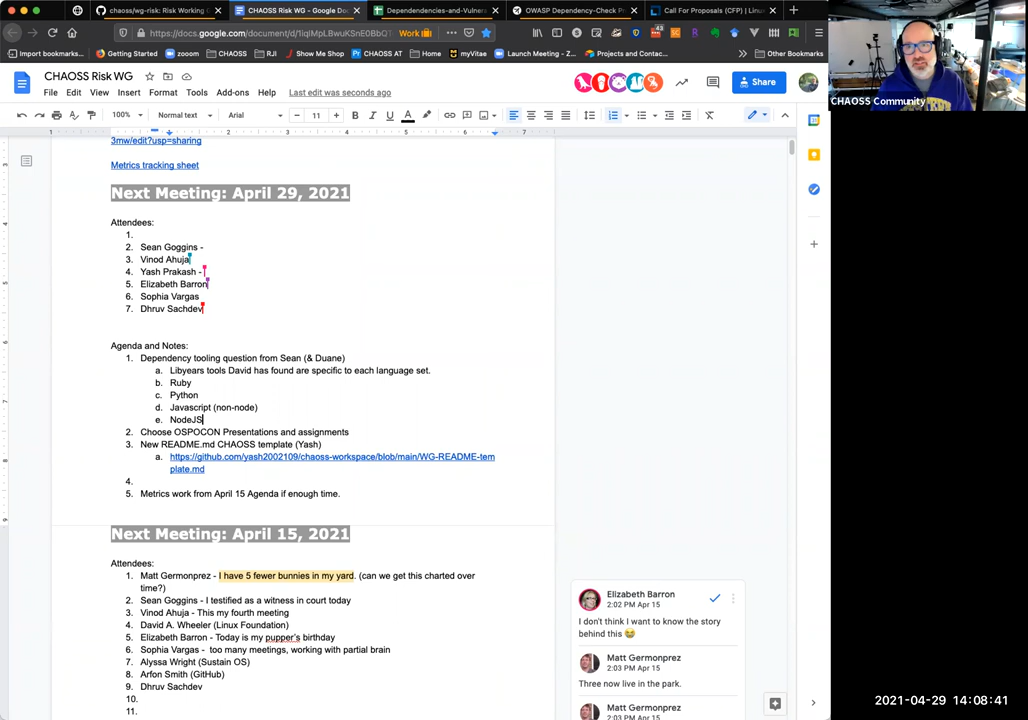 chaoss/wg-risk: Risk Working G
CHAOSS Risk WG - Google Do
Dependendencies-and-Vulnera
OWASP Dependency-Check Pr
Call For Proposals (CFP) | Linu
https://docs.google.com/document/d/1iqlMpLBwuKSnE0BbQT
Work
Import bookmarks...
Getting Started
CHAOSS
zooom
CHAOSS
RJI
Show Me Shop
CHAOSS AT
Home
myVitae
Launch Meeting - Z...
Projects and Contac...
Other Bookmarks
CHAOSS Risk WG
File Edit View Insert Format Tools Add-ons Help
Last edit was seconds ago
Share
CHAOSS Community
100%
Normal text
Arial
11
3mw/edit?usp=sharing
Metrics tracking sheet
Next Meeting: April 29, 2021
Attendees:
1.
2. Sean Goggins -
3. Vinod Ahuja
4. Yash Prakash -
5. Elizabeth Barron
6. Sophia Vargas
7. Dhruv Sachdev
Agenda and Notes:
1. Dependency tooling question from Sean (& Duane)
a. Libyears tools David has found are specific to each language set.
b. Ruby
c. Python
d. Javascript (non-node)
e. NodeJS
2. Choose OSPOCON Presentations and assignments
3. New README.md CHAOSS template (Yash)
a. https://github.com/yash2002109/chaoss-workspace/blob/main/WG-README-tem
plate.md
4.
5. Metrics work from April 15 Agenda if enough time.
Next Meeting: April 15, 2021
Attendees:
1. Matt Germonprez - I have 5 fewer bunnies in my yard. (can we get this charted over
time?)
2. Sean Goggins - I testified as a witness in court today
3. Vinod Ahuja - This my fourth meeting
4. David A. Wheeler (Linux Foundation)
5. Elizabeth Barron - Today is my pupper's birthday
6. Sophia Vargas - too many meetings, working with partial brain
7. Alyssa Wright (Sustain OS)
8. Arfon Smith (GitHub)
9. Dhruv Sachdev
10.
11.
Elizabeth Barron
2:02 PM Apr 15
I don't think I want to know the story
behind this 😂
Matt Germonprez
2:03 PM Apr 15
Three now live in the park.
Matt Germonprez
2:03 PM Apr 15
2021-04-29 14:08:41